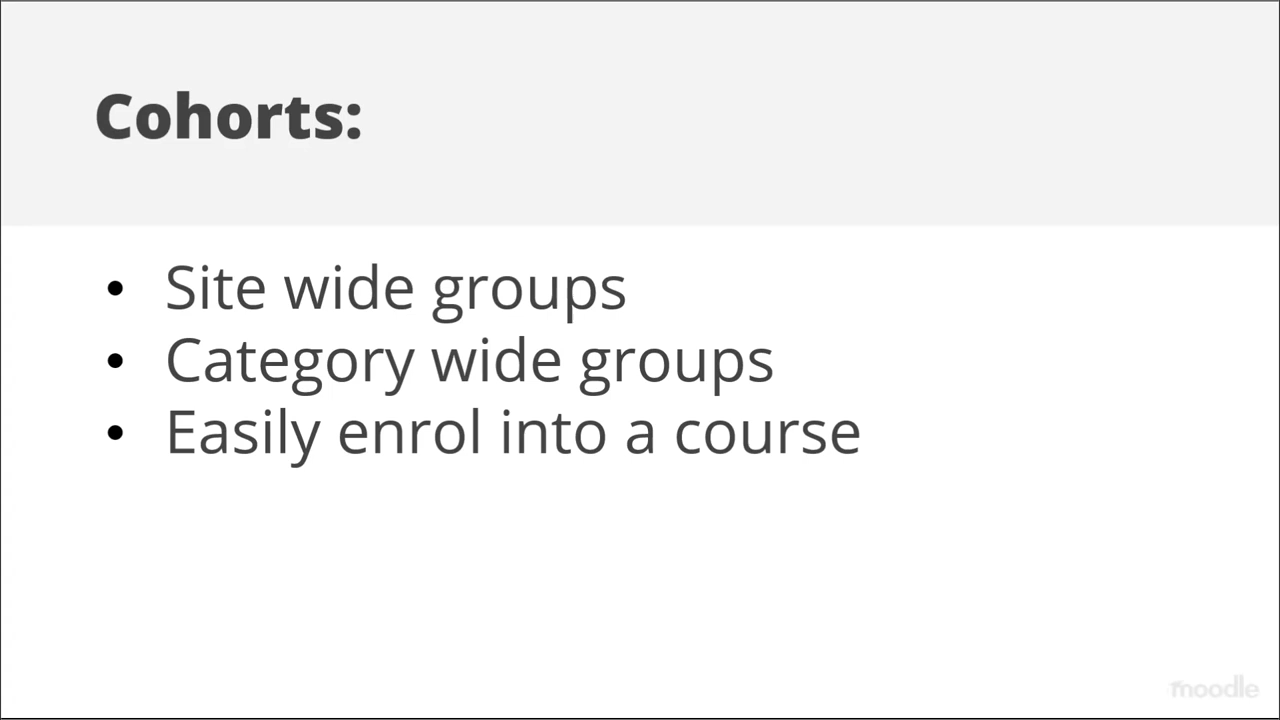 Cohorts:
• Site wide groups
• Category wide groups
• Easily enrol into a course
moodle